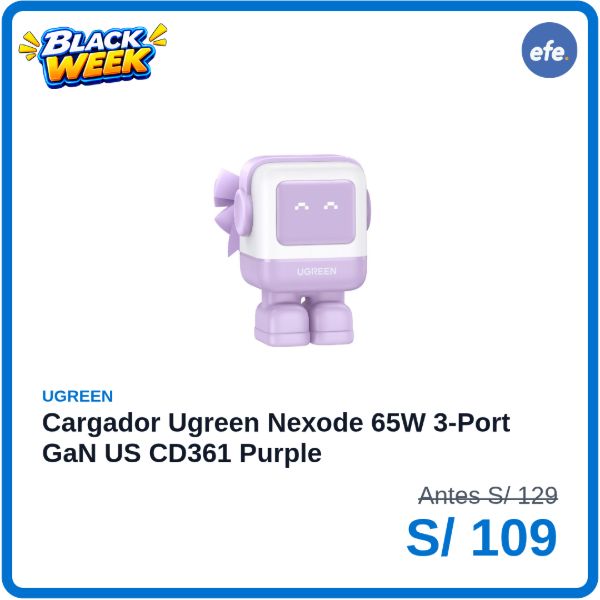 BLACK
WEEK
efe.
UGREEN
UGREEN
Cargador Ugreen Nexode 65W 3-Port
GaN US CD361 Purple
Antes S/ 129
S/ 109